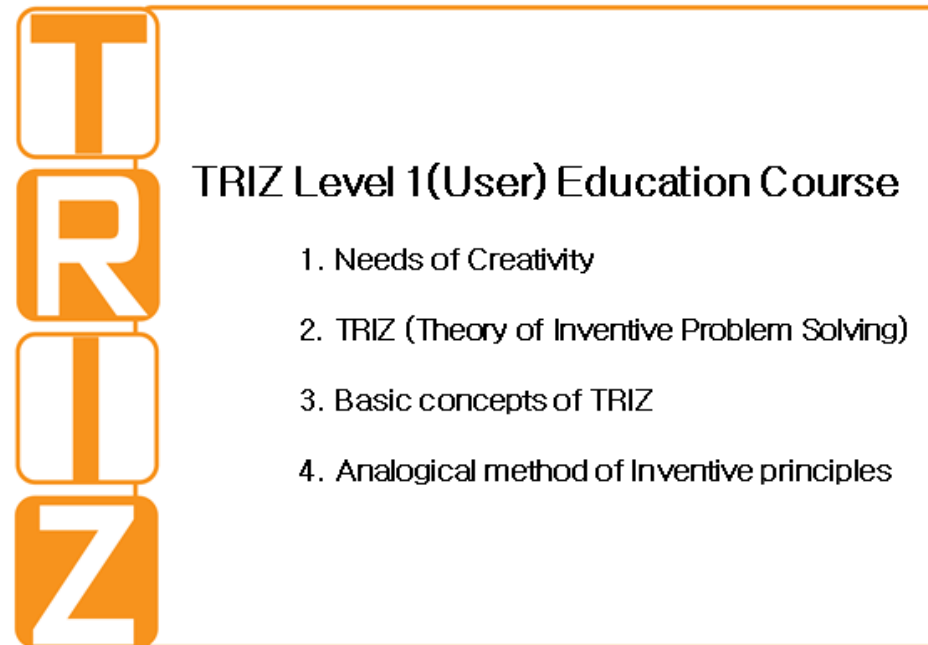 TRIZ
TRIZ Level 1(User) Education Course
1. Needs of Creativity
2. TRIZ (Theory of Inventive Problem Solving)
3. Basic concepts of TRIZ
4. Analogical method of Inventive principles